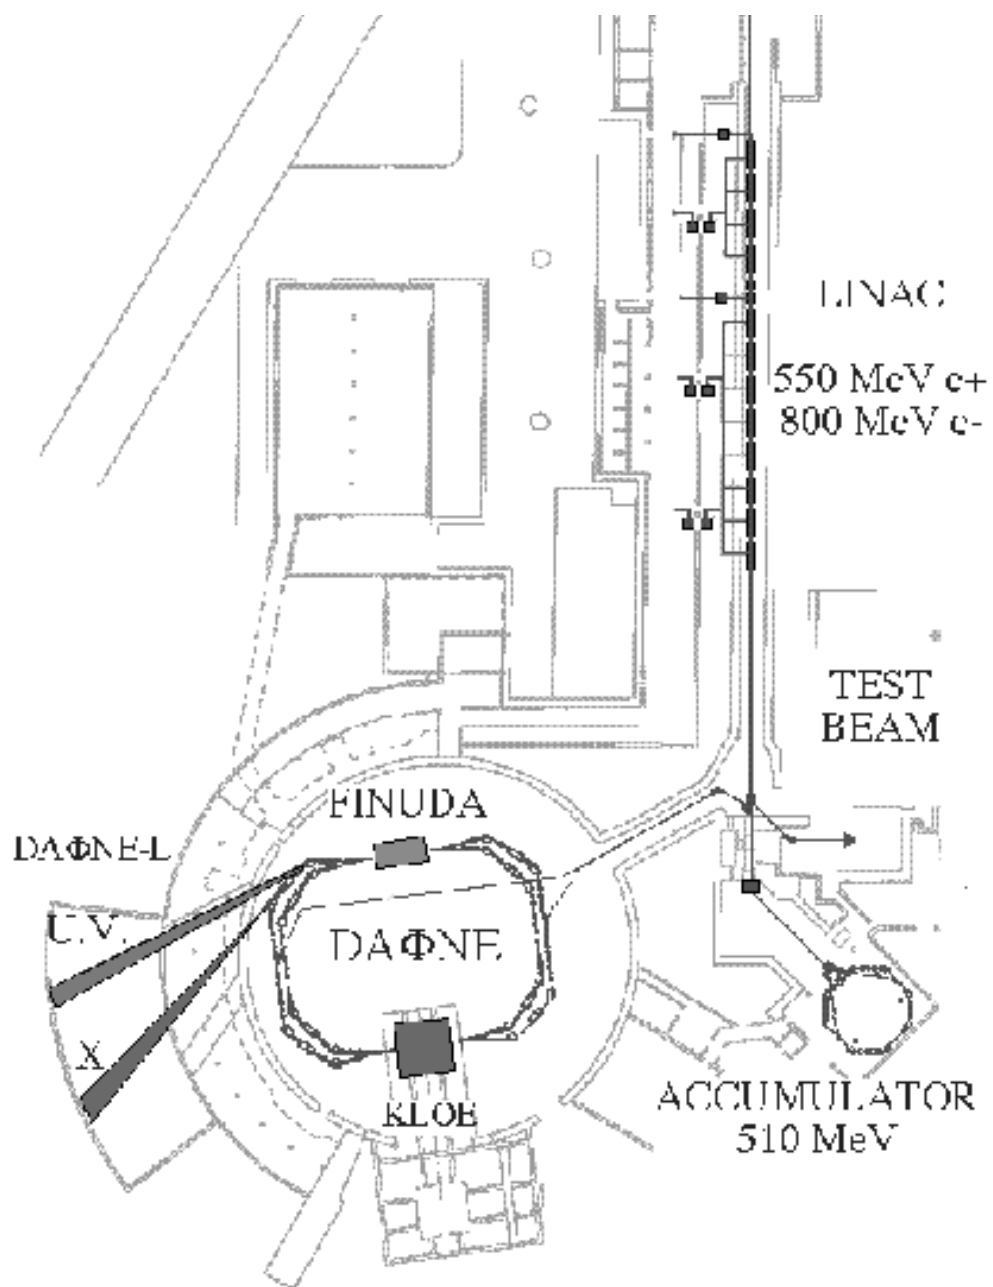 LINAC
550 MeV e+
800 MeV e-
TEST
BEAM
FINUDA
DAΦNE-L
U.V.
DAΦNE
X
KLOE
ACCUMULATOR
510 MeV